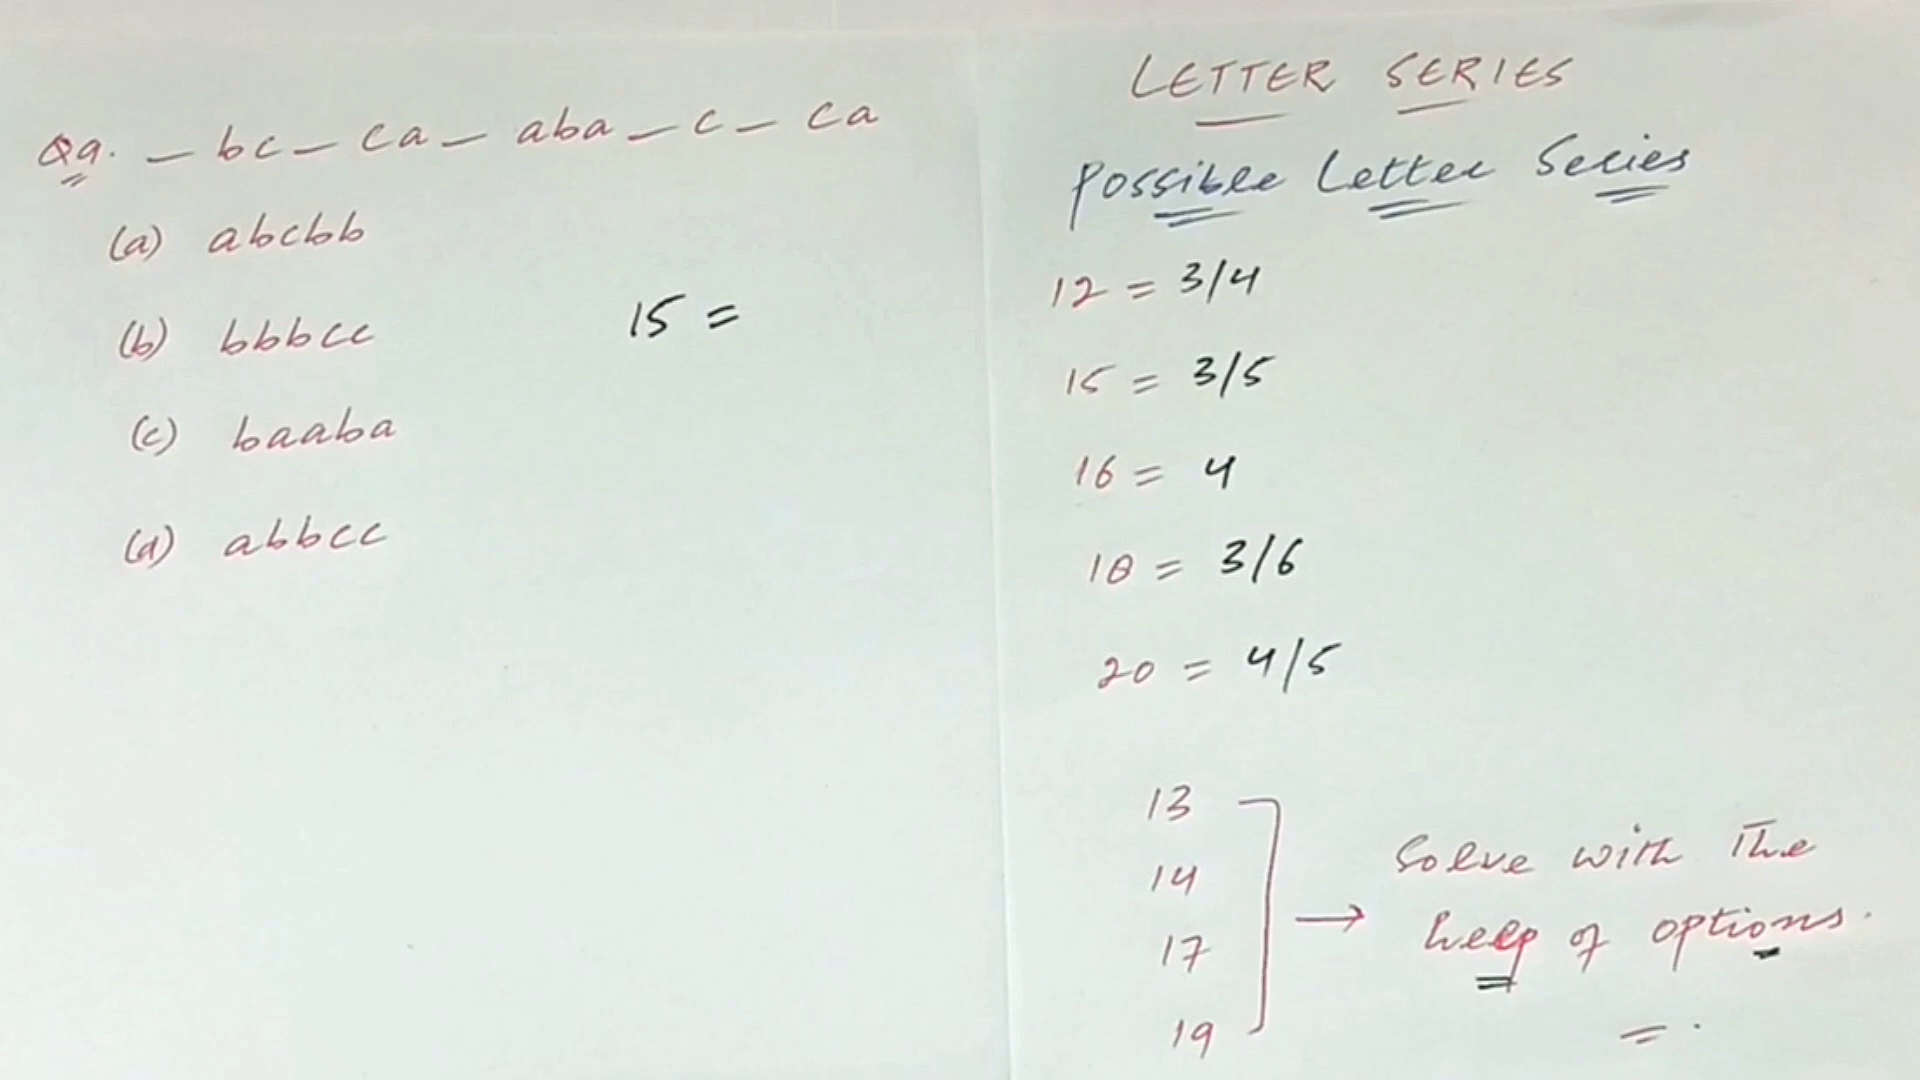 Q9. _ bc _ ca _ aba _ c _ ca
(a) abcbb
(b) bbbcc
(c) baaba
(d) abbcc
15 =
LETTER SERIES
Possible Letter Series
12 = 3/4
15 = 3/5
16 = 4
18 = 3/6
20 = 4/5
13
14
17
19
→ Solve with The
help of options.